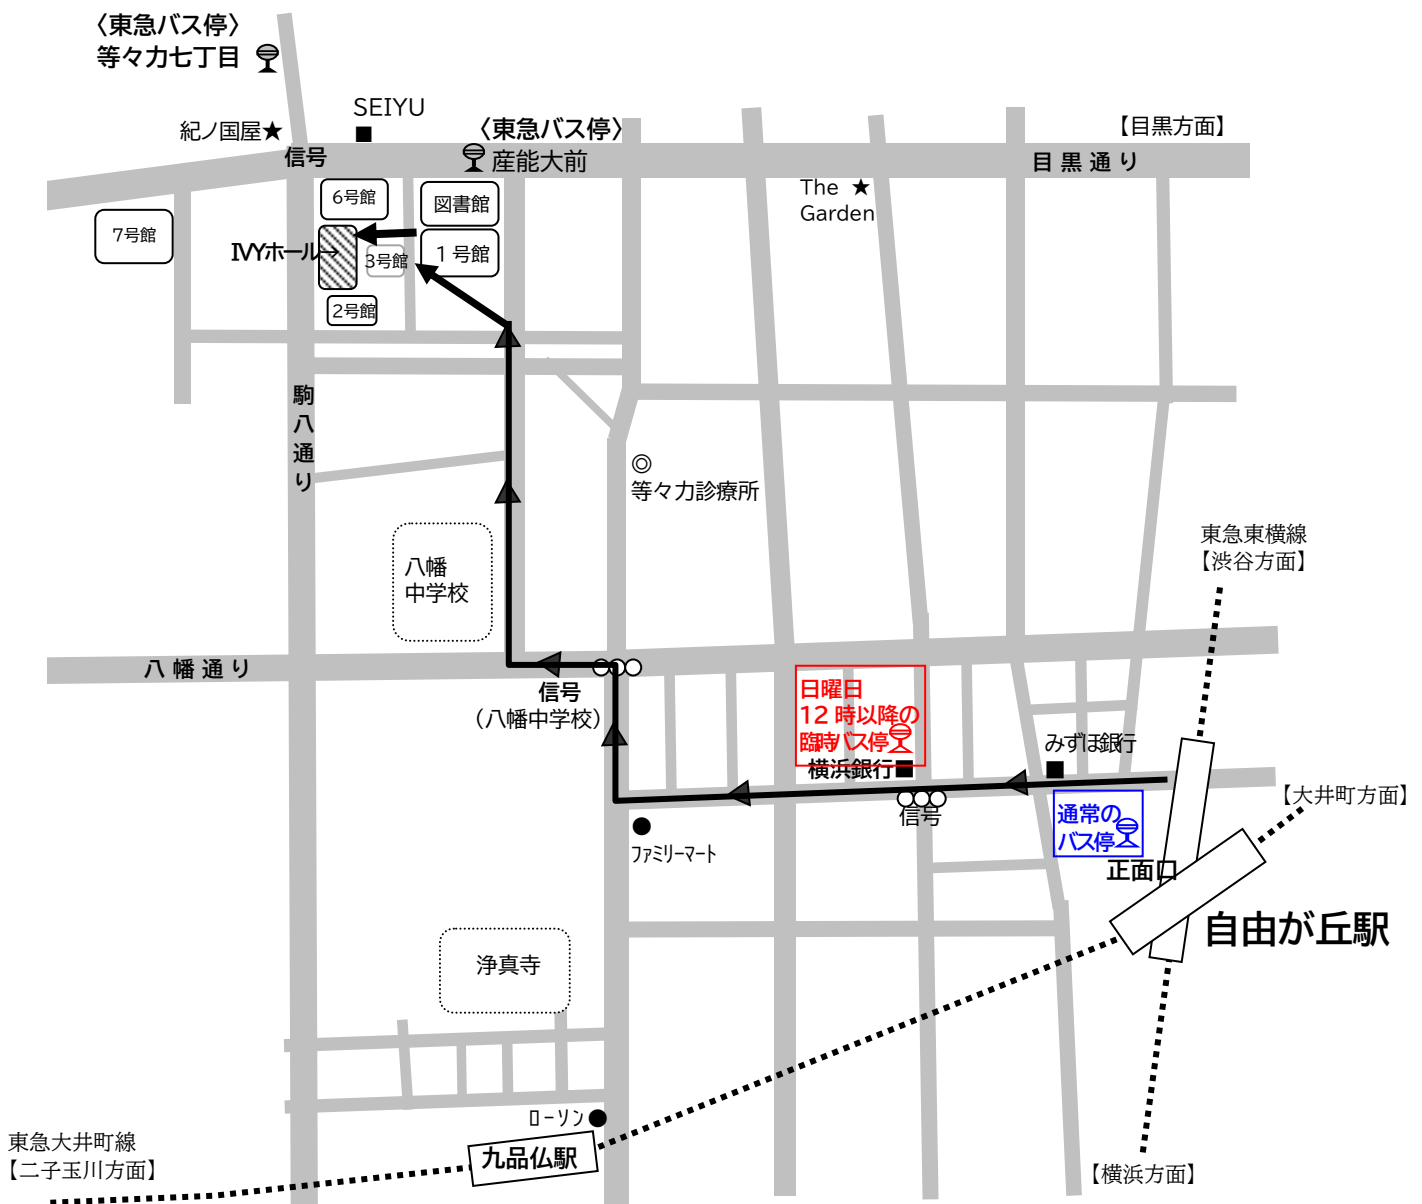 〈東急バス停〉
等々力七丁目
SEIYU
紀ノ国屋★
〈東急バス停〉
産能大前
【目黒方面】
信号
目黒通り
6号館
図書館
The ★
Garden
7号館
IVYホール→
3号館
１号館
2号館
駒八通り
◎
等々力診療所
八幡
中学校
東急東横線
【渋谷方面】
八幡通り
信号
（八幡中学校）
日曜日
12 時以降の
臨時バス停
横浜銀行■
みずほ銀行
信号
通常の
バス停
【大井町方面】
ファミリーマート
正面口
自由が丘駅
浄真寺
ローソン●
東急大井町線
【二子玉川方面】
九品仏駅
【横浜方面】